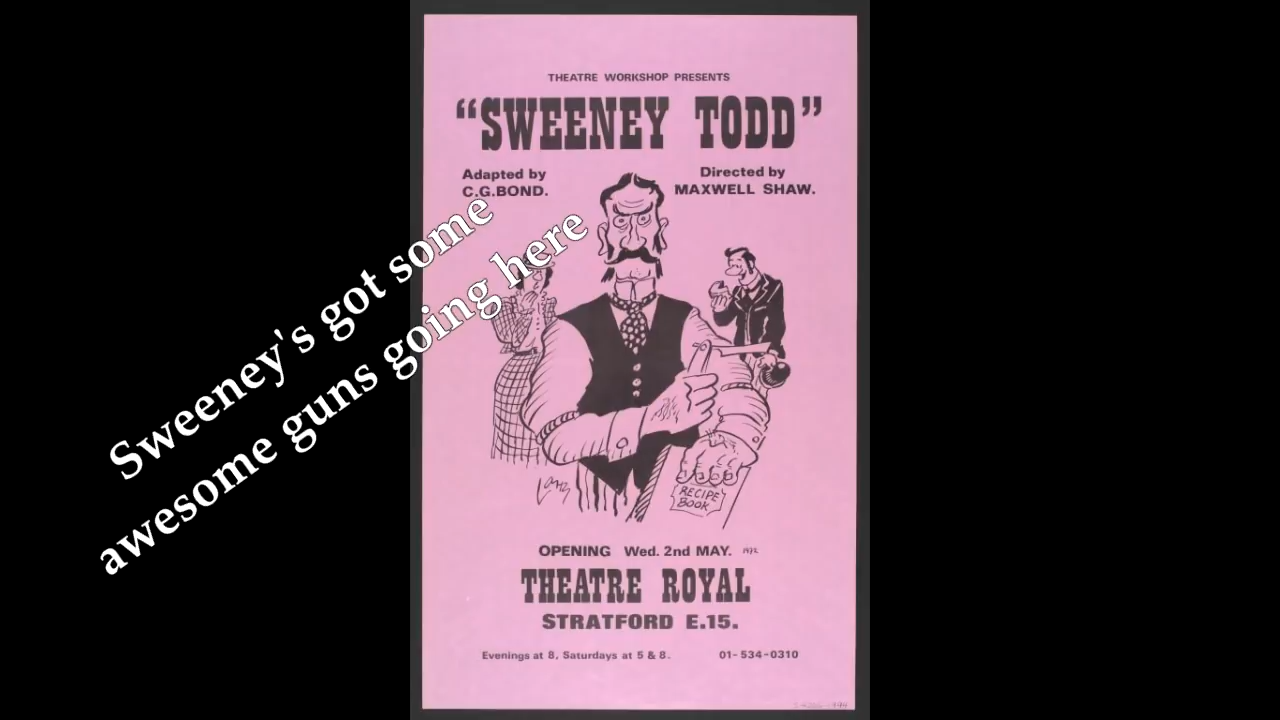 THEATRE WORKSHOP PRESENTS
“SWEENEY TODD”
Adapted by
C.G.BOND.
Directed by
MAXWELL SHAW.
Sweeney's got some
awesome guns going here
RECIPE
BOOK
OPENING Wed. 2nd MAY.
THEATRE ROYAL
STRATFORD E.15.
Evenings at 8, Saturdays at 5 & 8.
01-534-0310